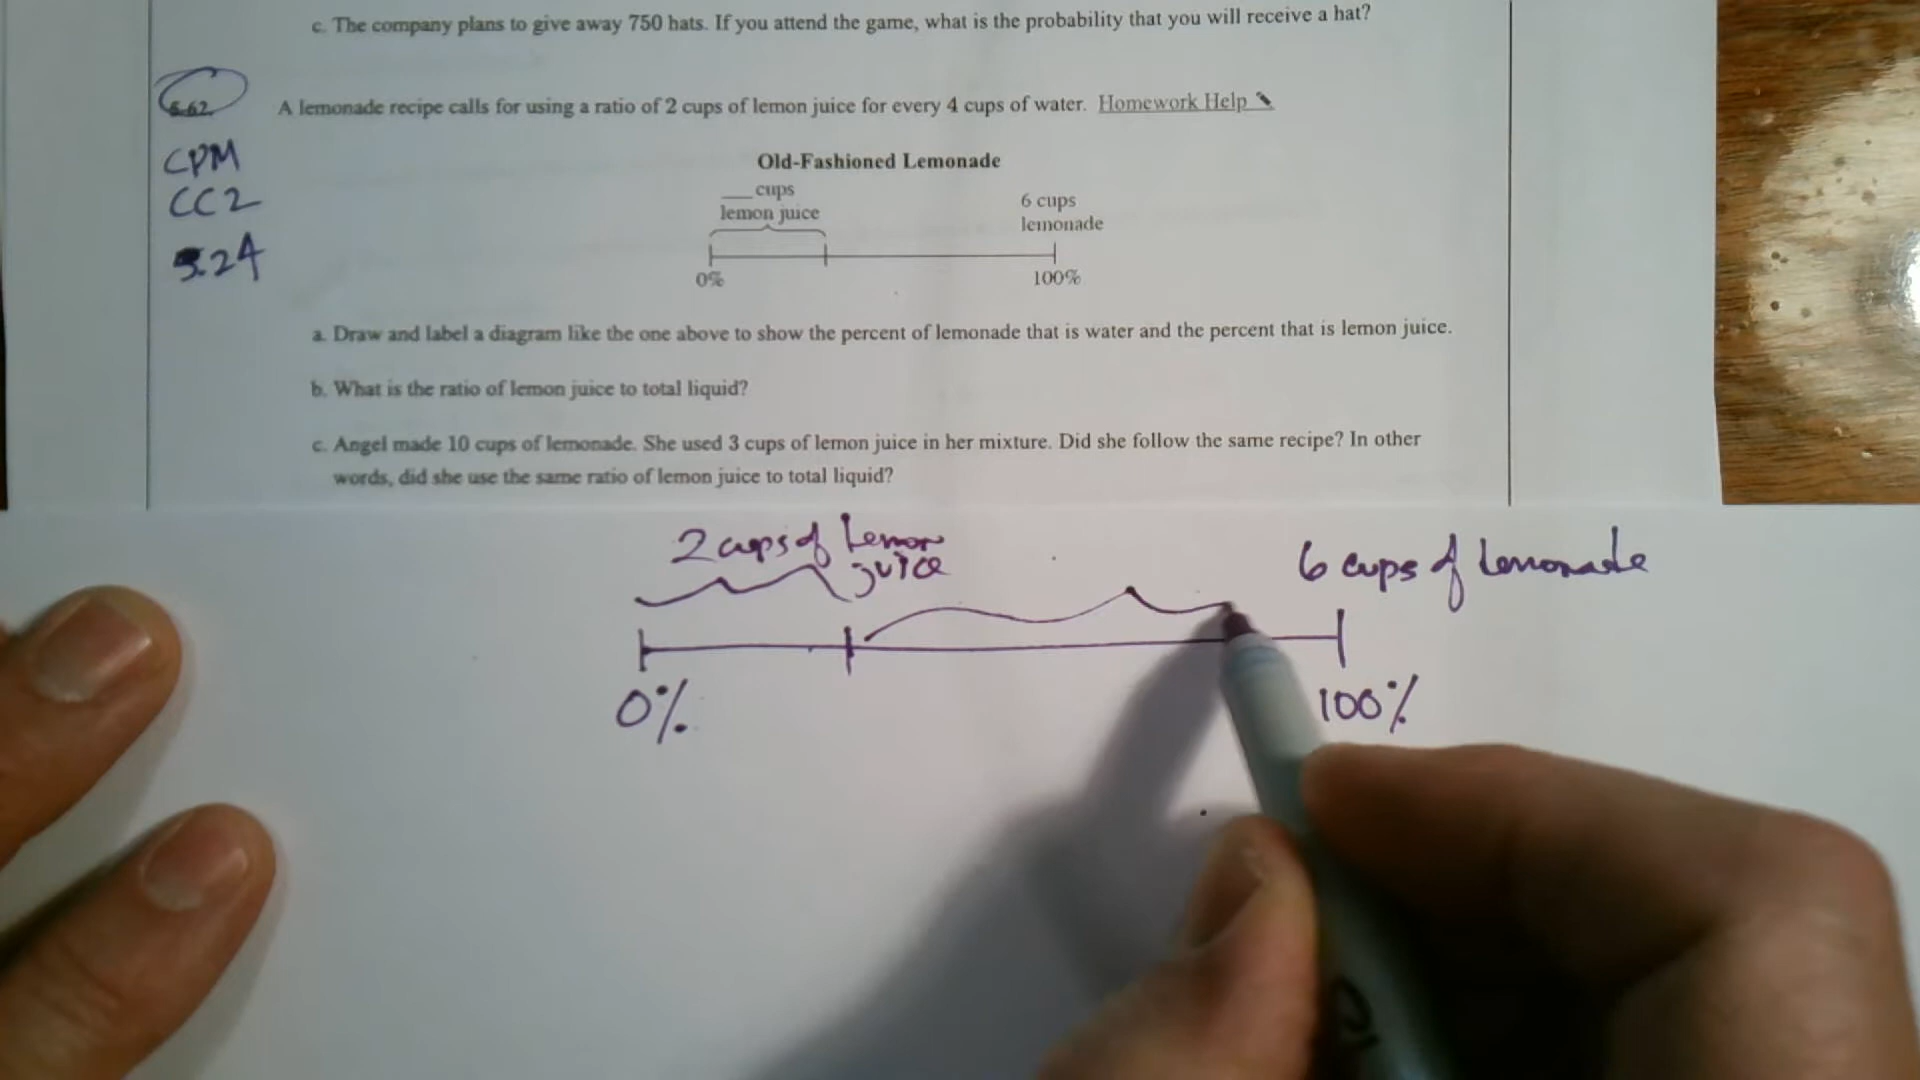 c. The company plans to give away 750 hats. If you attend the game, what is the probability that you will receive a hat?
5.62.
A lemonade recipe calls for using a ratio of 2 cups of lemon juice for every 4 cups of water. Homework Help
CPM
CC2
5.24
Old-Fashioned Lemonade
___ cups
lemon juice
6 cups
lemonade
0%
100%
a. Draw and label a diagram like the one above to show the percent of lemonade that is water and the percent that is lemon juice.
b. What is the ratio of lemon juice to total liquid?
c. Angel made 10 cups of lemonade. She used 3 cups of lemon juice in her mixture. Did she follow the same recipe? In other
words, did she use the same ratio of lemon juice to total liquid?
2 cups of Lemon
juice
6 cups of Lemonade
0%
100%